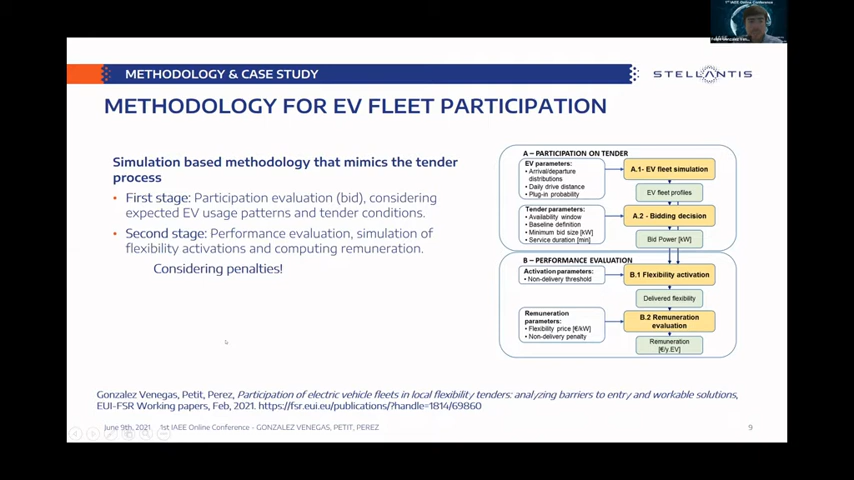 1st IAEE Online Conference
METHODOLOGY & CASE STUDY
STELLANTIS
METHODOLOGY FOR EV FLEET PARTICIPATION
Simulation based methodology that mimics the tender
process
• First stage: Participation evaluation (bid), considering
expected EV usage patterns and tender conditions.
• Second stage: Performance evaluation, simulation of
flexibility activations and computing remuneration.
Considering penalties!
A – PARTICIPATION ON TENDER
EV parameters:
• Arrival/departure
distributions
• Daily drive distance
• Plug-in probability
A.1- EV fleet simulation
EV fleet profiles
Tender parameters:
• Availability window
• Baseline definition
• Minimum bid size [kW]
• Service duration [min]
A.2 - Bidding decision
Bid Power [kW]
B – PERFORMANCE EVALUATION
Activation parameters:
• Non-delivery threshold
B.1 Flexibility activation
Delivered flexibility
Remuneration
parameters:
• Flexibility price [€/kW]
• Non-delivery penalty
B.2 Remuneration
evaluation
Remuneration
[€/y.EV]
Gonzalez Venegas, Petit, Perez, Participation of electric vehicle fleets in local flexibility tenders: analyzing barriers to entry and workable solutions,
EUI-FSR Working papers, Feb, 2021. https://fsr.eui.eu/publications/?handle=1814/69860
June 9th, 2021 1st IAEE Online Conference - GONZALEZ VENEGAS, PETIT, PEREZ
9